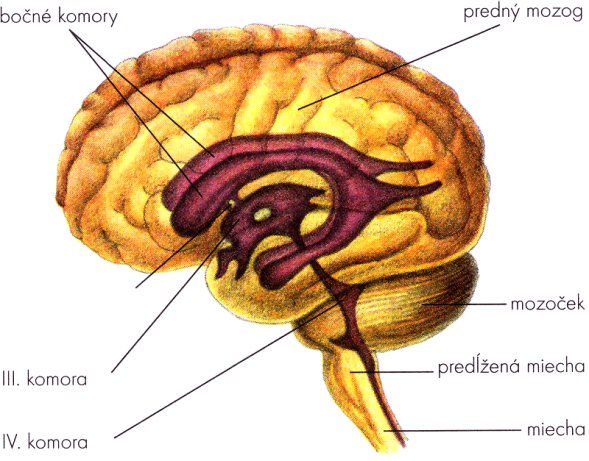 bočné komory
predný mozog
mozoček
III. komora
predĺžená miecha
miecha
IV. komora